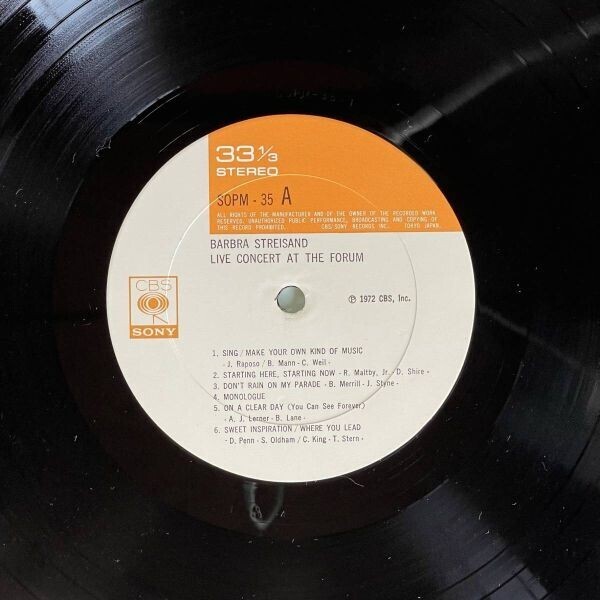 33 1/3
STEREO
SOPM - 35 A
ALL RIGHTS OF THE MANUFACTURER AND OF THE OWNER OF THE RECORDED WORK
RESERVED. UNAUTHORIZED PUBLIC PERFORMANCE, BROADCASTING AND COPYING OF
THIS RECORD PROHIBITED. CBS/SONY RECORDS INC. TOKYO JAPAN.
BARBRA STREISAND
LIVE CONCERT AT THE FORUM
CBS
SONY
℗ 1972 CBS, Inc.
1. SING / MAKE YOUR OWN KIND OF MUSIC
- J. Raposo / B. Mann - C. Weil -
2. STARTING HERE, STARTING NOW - R. Maltby, Jr. - D. Shire -
3. DON'T RAIN ON MY PARADE - B. Merrill - J. Styne -
4. MONOLOGUE
5. ON A CLEAR DAY (You Can See Forever)
- A. J. Lerner - B. Lane -
6. SWEET INSPIRATION / WHERE YOU LEAD
- D. Penn - S. Oldham / C. King - T. Stern -